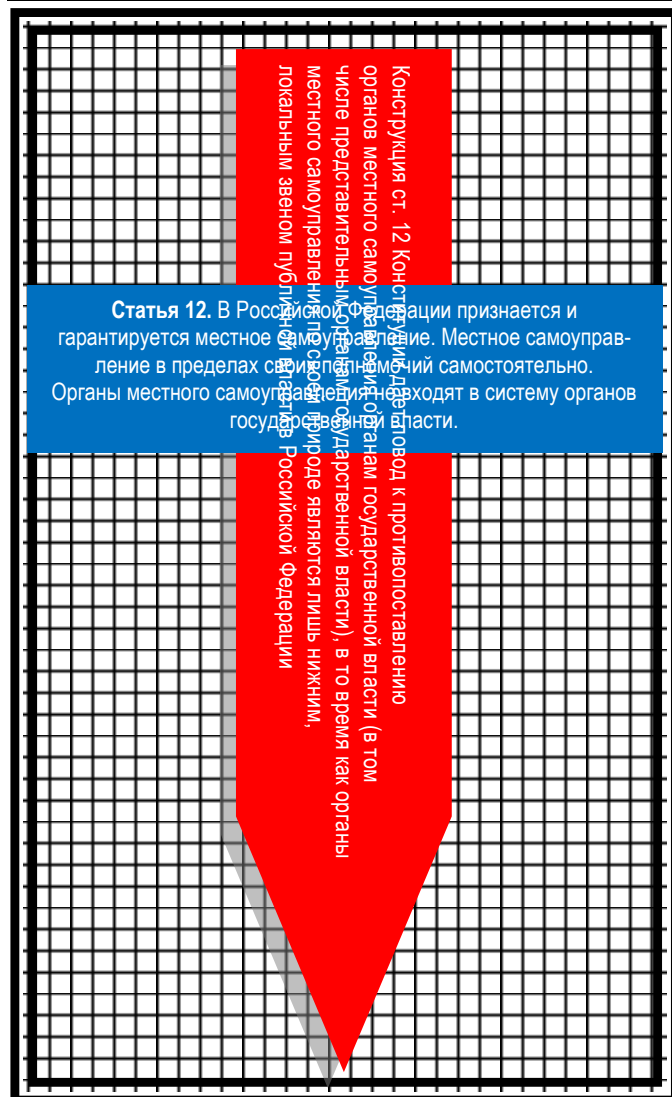 Конструкция ст. 12 Конституции дает повод к противопоставлению
органов местного самоуправления органам государственной власти (в том
числе представительным органам государственной власти), в то время как органы
местного самоуправления по своей природе являются лишь нижним,
локальным звеном публичной власти в Российской Федерации
Статья 12. В Российской Федерации признается и
гарантируется местное самоуправление. Местное самоуправ-
ление в пределах своих полномочий самостоятельно.
Органы местного самоуправления не входят в систему органов
государственной власти.